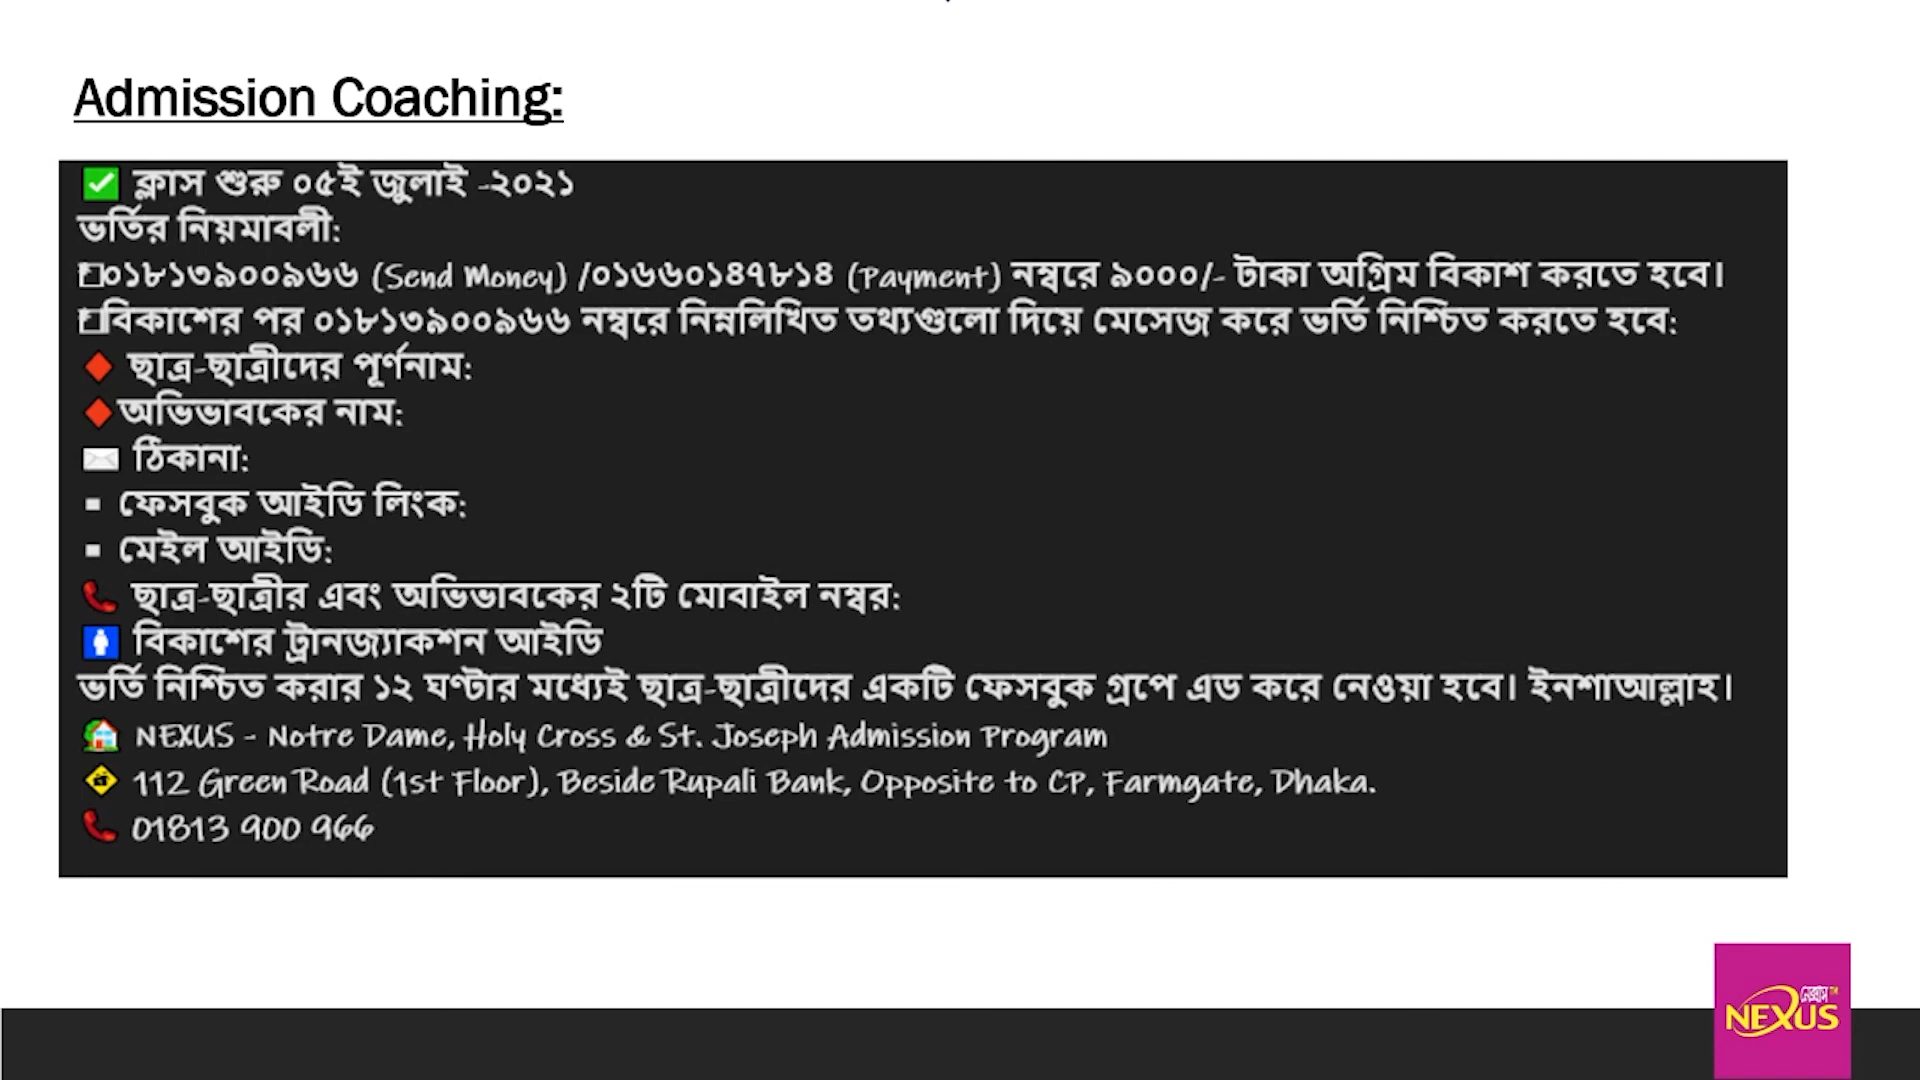 Admission Coaching:
✅ ক্লাস শুরু ০৫ই জুলাই -২০২১
ভর্তির নিয়মাবলী:
০১৮১৩৯০০৯৬৬ (Send Money) /০১৬৬০১৪৭৮১৪ (Payment) নম্বরে ৯০০০/- টাকা অগ্রিম বিকাশ করতে হবে।
বিকাশের পর ০১৮১৩৯০০৯৬৬ নম্বরে নিম্নলিখিত তথ্যগুলো দিয়ে মেসেজ করে ভর্তি নিশ্চিত করতে হবে:
♦ ছাত্র-ছাত্রীদের পূর্ণনাম:
♦অভিভাবকের নাম:
✉ ঠিকানা:
▪ ফেসবুক আইডি লিংক:
▪ মেইল আইডি:
📞 ছাত্র-ছাত্রীর এবং অভিভাবকের ২টি মোবাইল নম্বর:
🚺 বিকাশের ট্রানজ্যাকশন আইডি
ভর্তি নিশ্চিত করার ১২ ঘণ্টার মধ্যেই ছাত্র-ছাত্রীদের একটি ফেসবুক গ্রুপে এড করে নেওয়া হবে। ইনশাআল্লাহ।
🏡 NEXUS - Notre Dame, Holy Cross & St. Joseph Admission Program
🚸 112 Green Road (1st Floor), Beside Rupali Bank, Opposite to CP, Farmgate, Dhaka.
📞 01813 900 966
নেক্সাস™
NEXUS